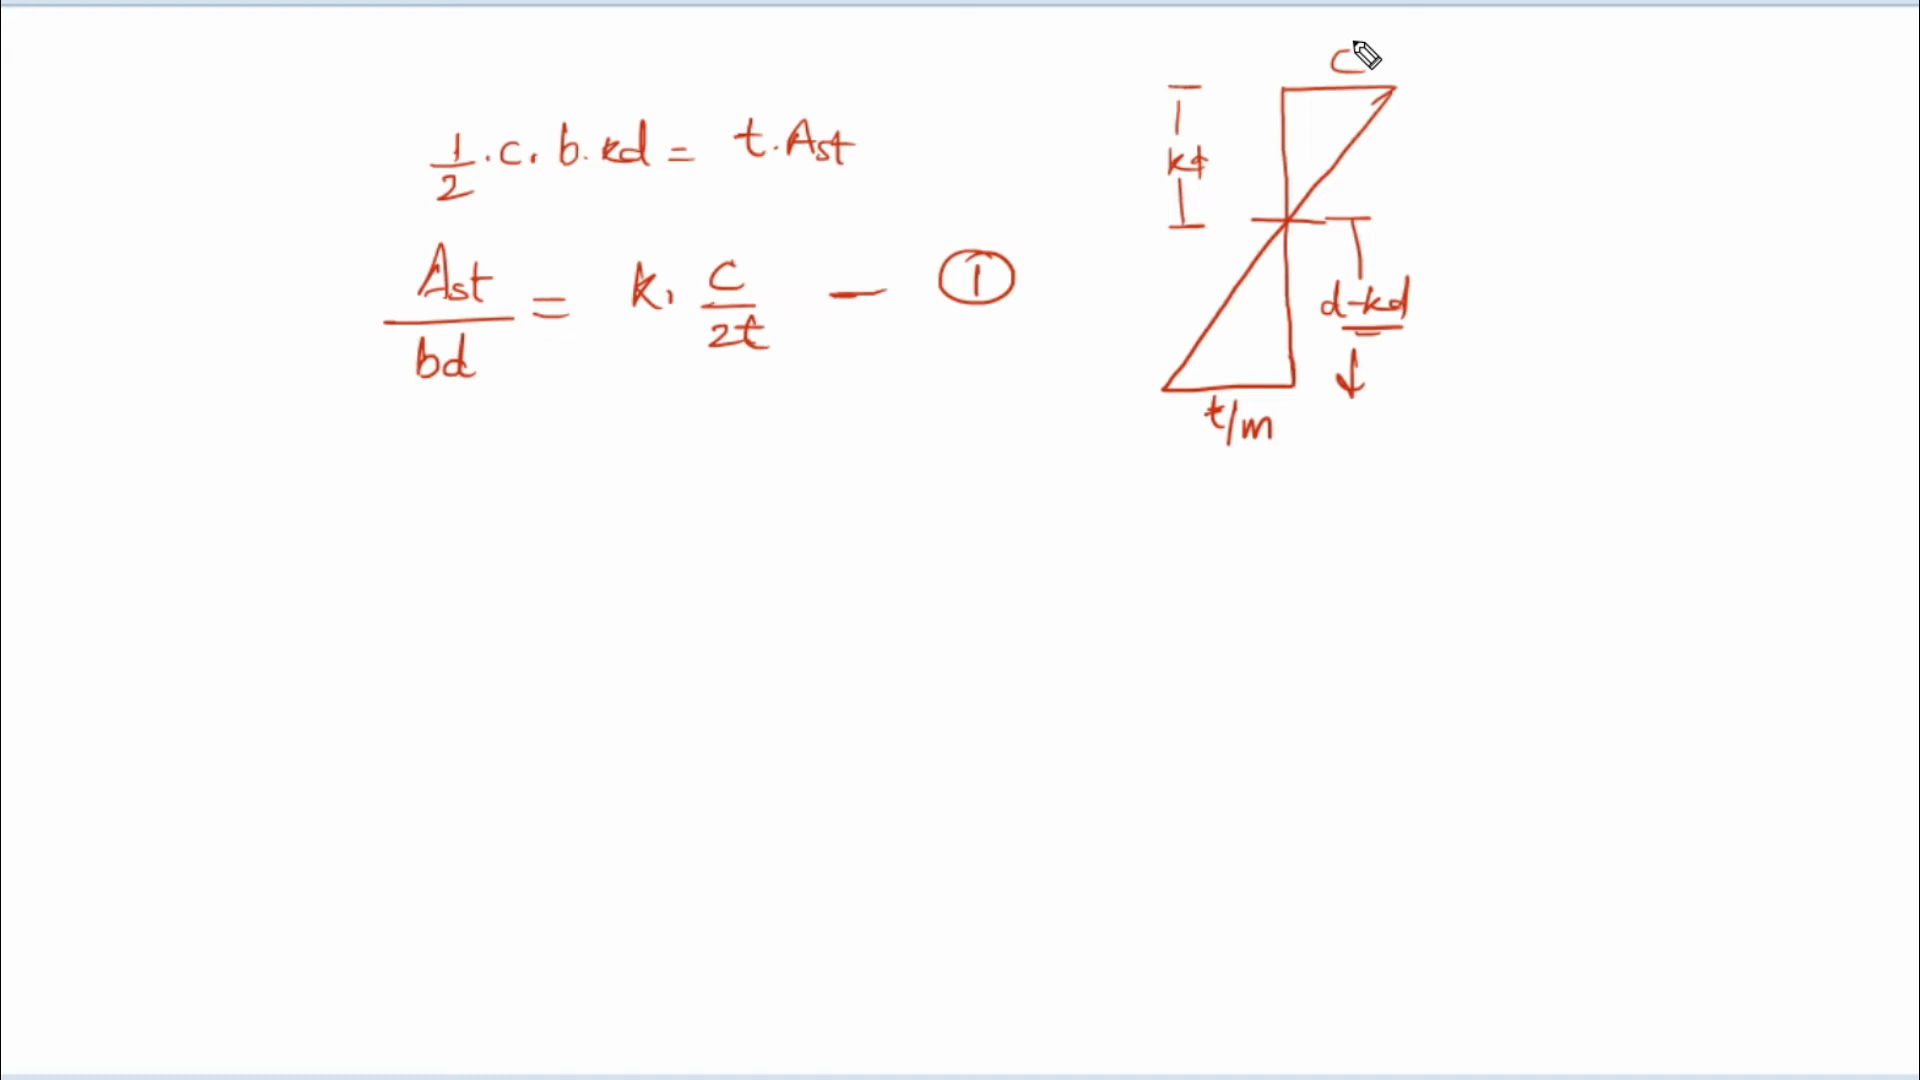 1/2 . c . b . kd = t . Ast
Ast/bd = k . c/2t — ①
c
kd
d-kd
t/m